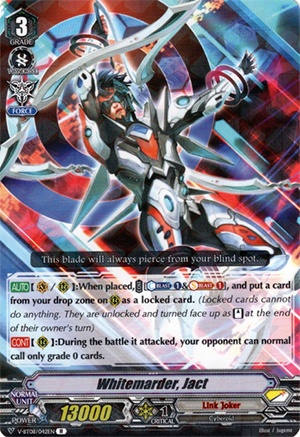 3
GRADE
FORCE
This blade will always pierce from your blind spot.
AUTO []:When placed, [COUNTER BLAST 1 & SOUL BLAST 1], and put a card
from your drop zone on as a locked card. (Locked cards cannot
do anything. They are unlocked and turned face up as at the end
of their owner's turn)
CONT []:During the battle it attacked, your opponent can normal
call only grade 0 cards.
NORMAL
UNIT
Whitemarder, Jact
V-BT08/042EN R
POWER
13000
1
CRITICAL
Link Joker
Cyberoid